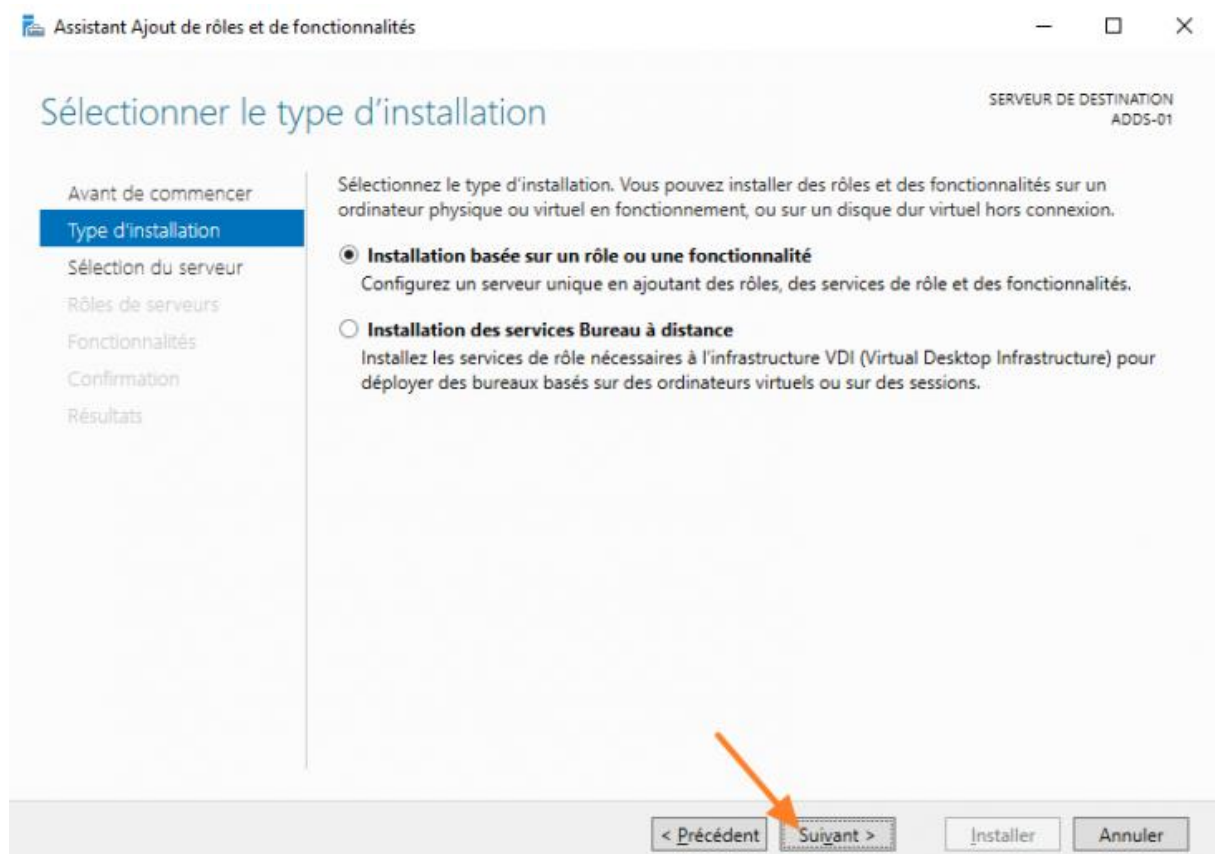 Assistant Ajout de rôles et de fonctionnalités
Sélectionner le type d'installation
SERVEUR DE DESTINATION
ADDS-01
Avant de commencer
Type d'installation
Sélection du serveur
Rôles de serveurs
Fonctionnalités
Confirmation
Résultats
Sélectionnez le type d'installation. Vous pouvez installer des rôles et des fonctionnalités sur un
ordinateur physique ou virtuel en fonctionnement, ou sur un disque dur virtuel hors connexion.
Installation basée sur un rôle ou une fonctionnalité
Configurez un serveur unique en ajoutant des rôles, des services de rôle et des fonctionnalités.
Installation des services Bureau à distance
Installez les services de rôle nécessaires à l'infrastructure VDI (Virtual Desktop Infrastructure) pour
déployer des bureaux basés sur des ordinateurs virtuels ou sur des sessions.
< Précédent
Suivant >
Installer
Annuler